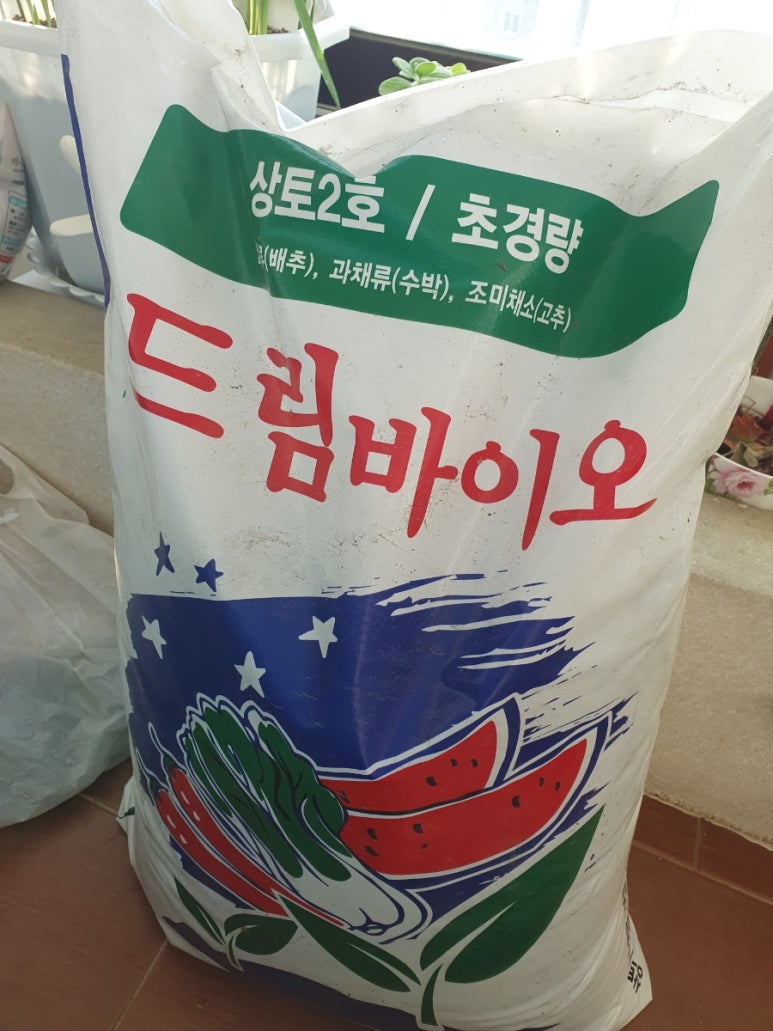 상토2호 / 초경량
(배추), 과채류(수박), 조미채소(고추)
드림바이오